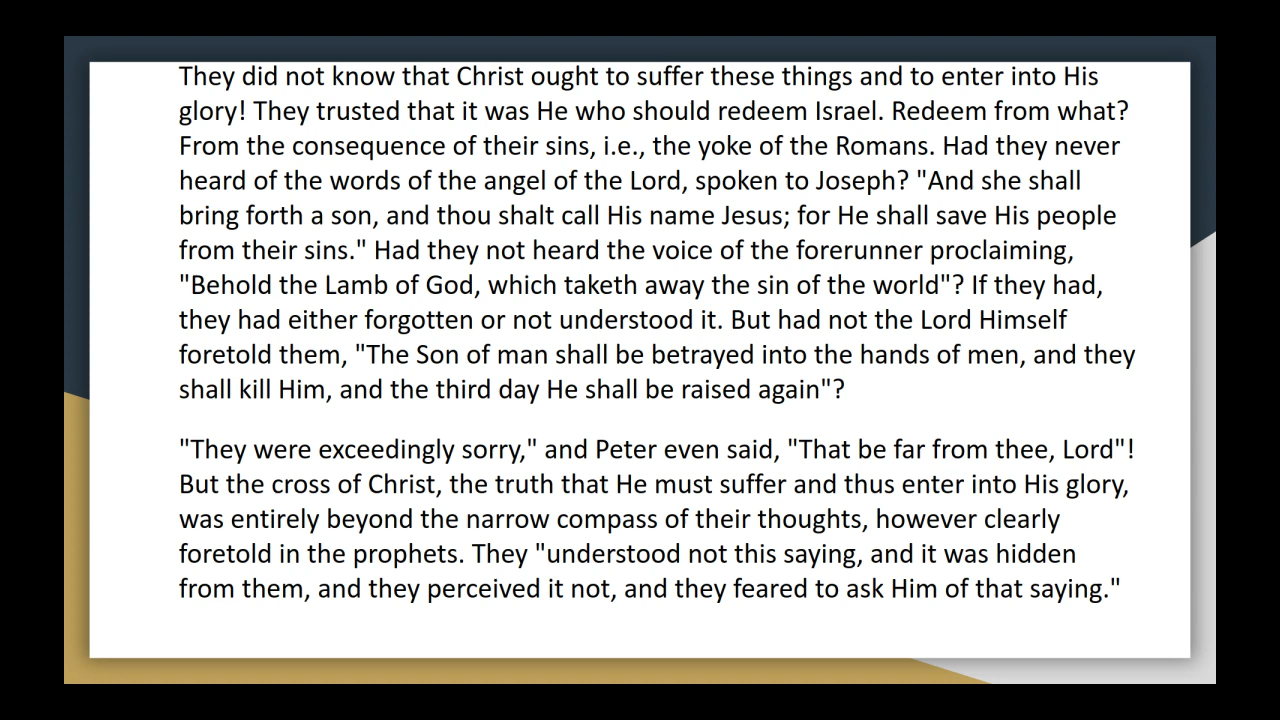 They did not know that Christ ought to suffer these things and to enter into His
glory! They trusted that it was He who should redeem Israel. Redeem from what?
From the consequence of their sins, i.e., the yoke of the Romans. Had they never
heard of the words of the angel of the Lord, spoken to Joseph? "And she shall
bring forth a son, and thou shalt call His name Jesus; for He shall save His people
from their sins." Had they not heard the voice of the forerunner proclaiming,
"Behold the Lamb of God, which taketh away the sin of the world"? If they had,
they had either forgotten or not understood it. But had not the Lord Himself
foretold them, "The Son of man shall be betrayed into the hands of men, and they
shall kill Him, and the third day He shall be raised again"?
"They were exceedingly sorry," and Peter even said, "That be far from thee, Lord"!
But the cross of Christ, the truth that He must suffer and thus enter into His glory,
was entirely beyond the narrow compass of their thoughts, however clearly
foretold in the prophets. They "understood not this saying, and it was hidden
from them, and they perceived it not, and they feared to ask Him of that saying."